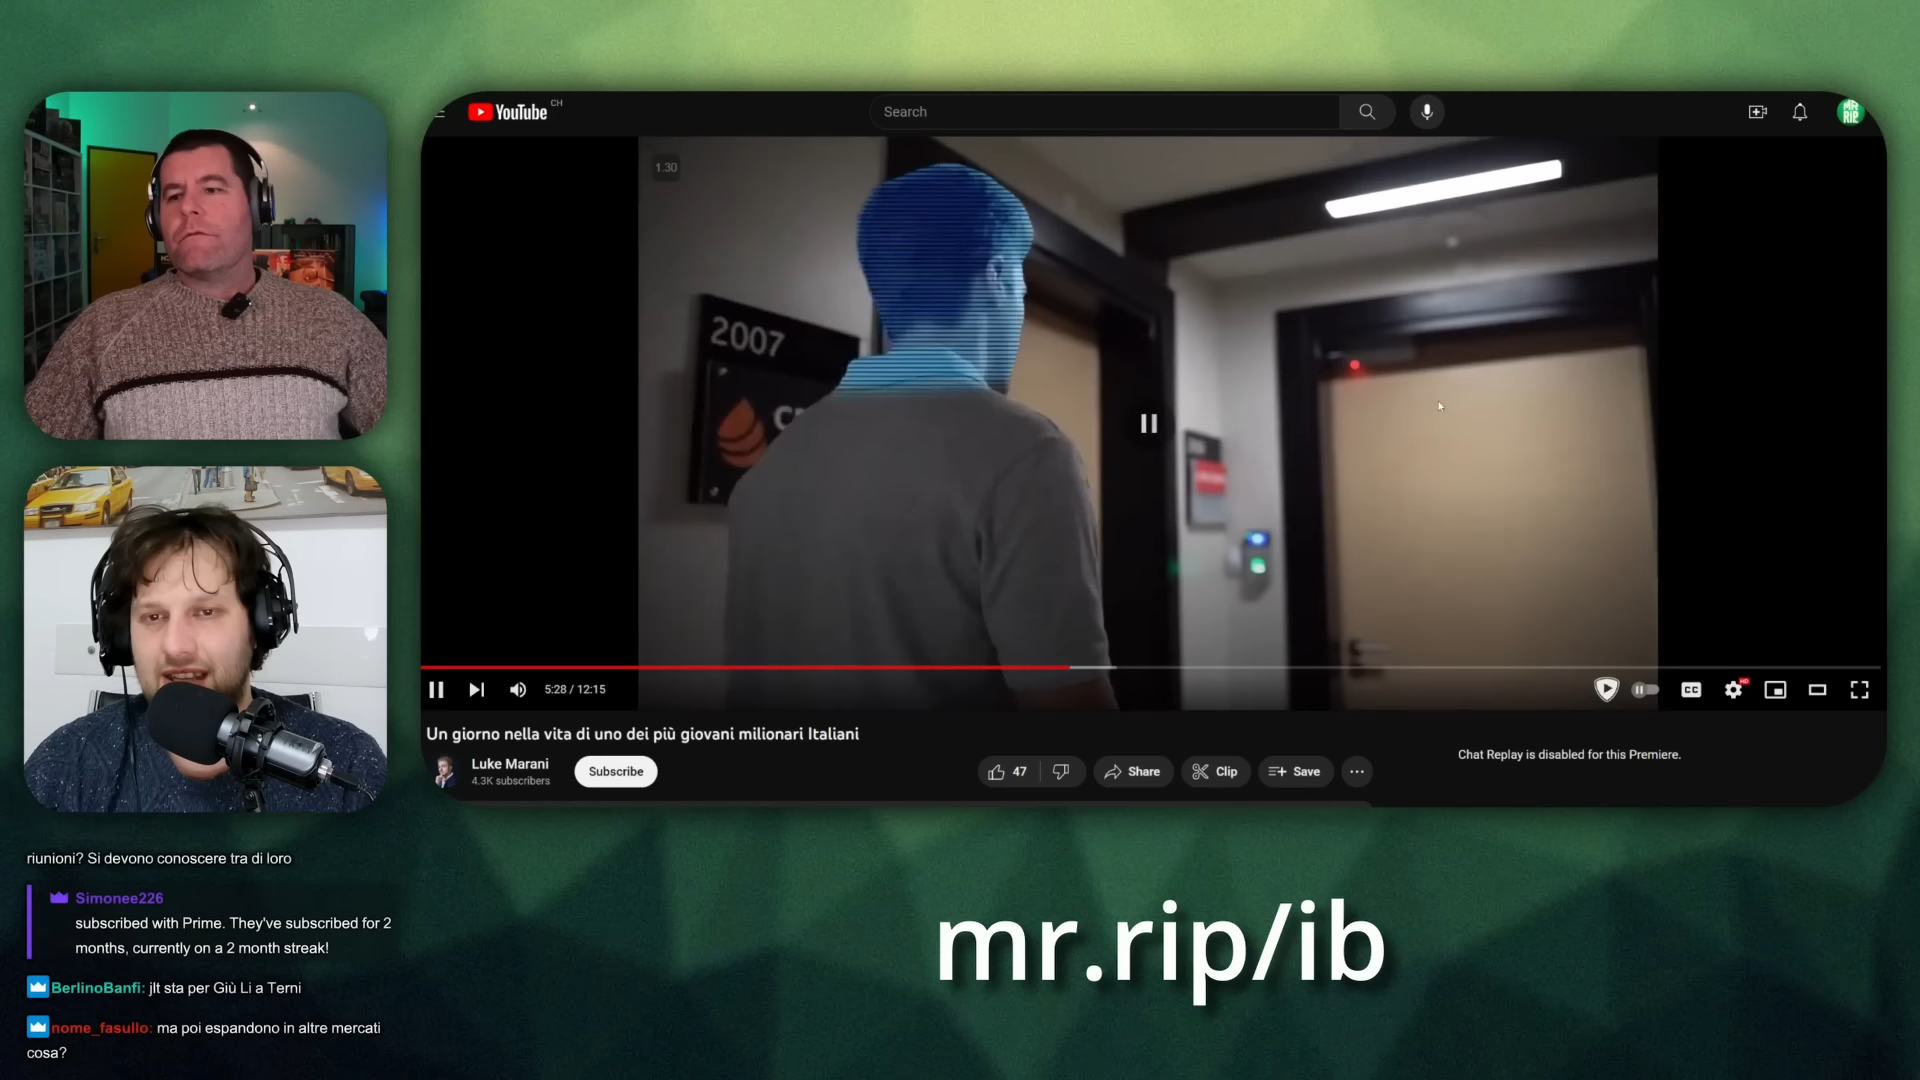 YouTube CH
Search
MR RIP
1.30
2007
5:28 / 12:15
CC
HD
Un giorno nella vita di uno dei più giovani milionari Italiani
Luke Marani
4.3K subscribers
Subscribe
47
Share
Clip
Save
Chat Replay is disabled for this Premiere.
riunioni? Si devono conoscere tra di loro
Simonee226
subscribed with Prime. They've subscribed for 2
months, currently on a 2 month streak!
BerlinoBanfi: jlt sta per Giù Li a Terni
nome_fasullo: ma poi espandono in altre mercati
cosa?
mr.rip/ib